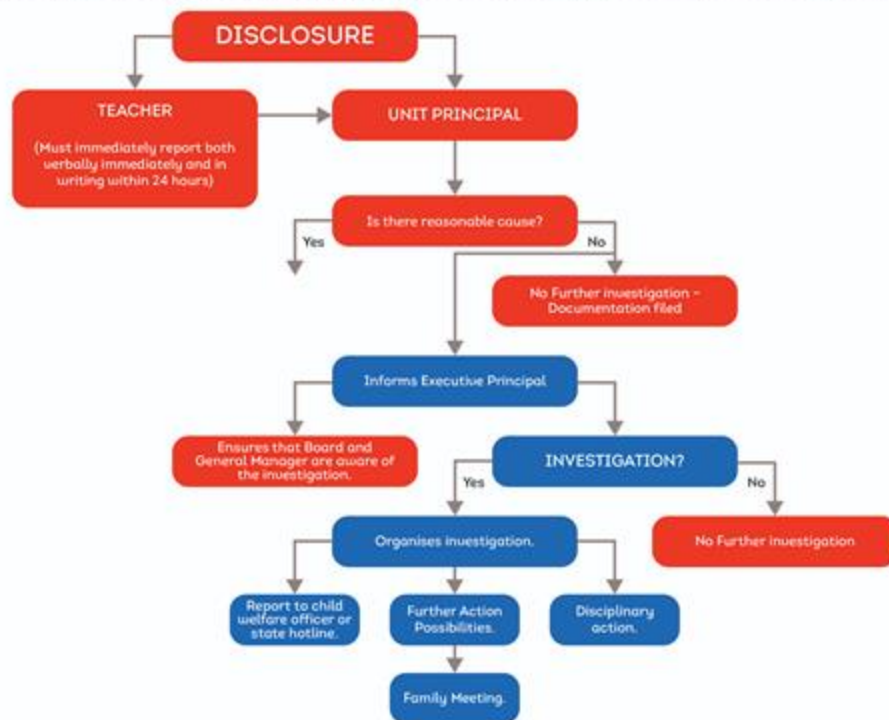 DISCLOSURE
TEACHER
(Must immediately report both
verbally immediately and in
writing within 24 hours)
UNIT PRINCIPAL
Is there reasonable cause?
Yes
No
No Further investigation –
Documentation filed
Informs Executive Principal
Ensures that Board and
General Manager are aware of
the investigation.
INVESTIGATION?
Yes
No
Organises investigation.
No Further investigation
Report to child
welfare officer or
state hotline.
Further Action
Possibilities.
Disciplinary
action.
Family Meeting.